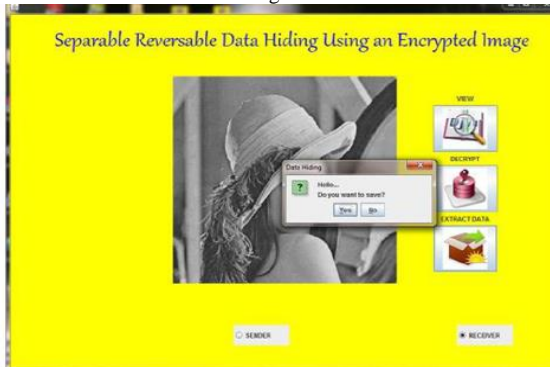 Separable Reversable Data Hiding Using an Encrypted Image
VIEW
DECRYPT
Data Hiding
Hello...
Do you want to save?
Yes No
EXTRACT DATA
SENDER
RECEIVER